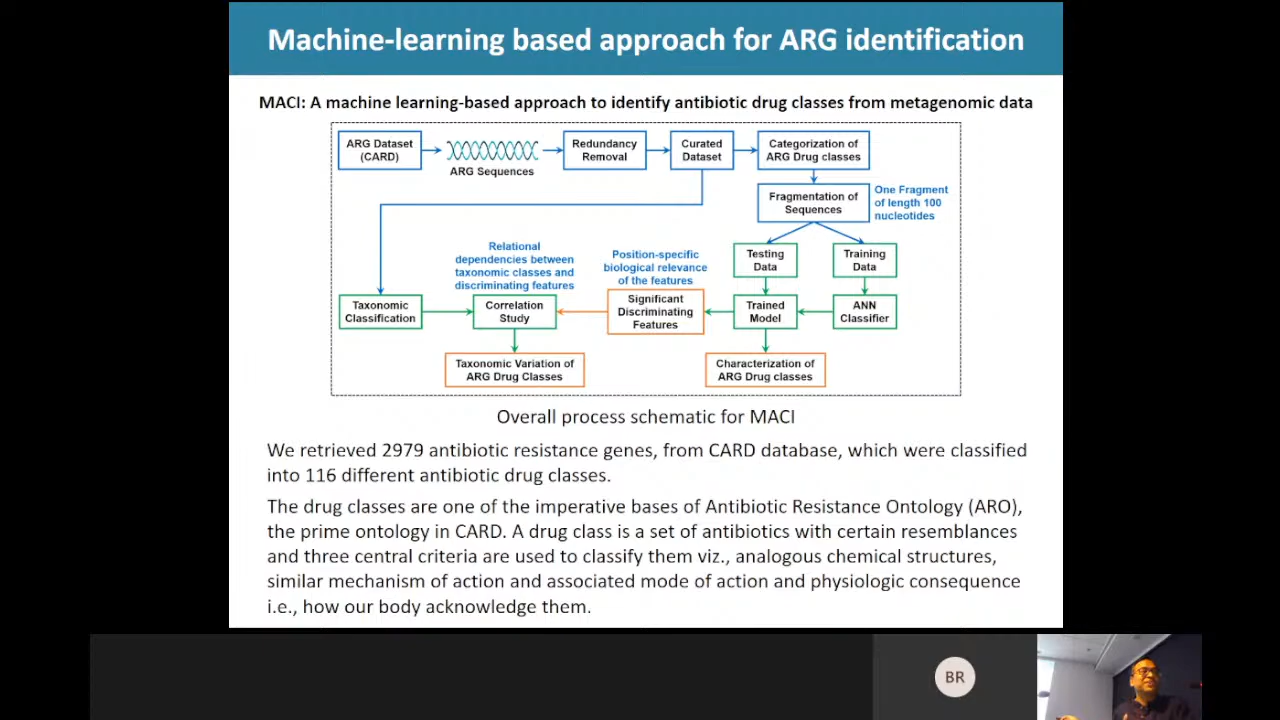 Machine-learning based approach for ARG identification
MACI: A machine learning-based approach to identify antibiotic drug classes from metagenomic data
ARG Dataset
(CARD)
ARG Sequences
Redundancy
Removal
Curated
Dataset
Categorization of
ARG Drug classes
Fragmentation of
Sequences
One Fragment
of length 100
nucleotides
Testing
Data
Training
Data
Relational
dependencies between
taxonomic classes and
discriminating features
Position-specific
biological relevance
of the features
Taxonomic
Classification
Correlation
Study
Significant
Discriminating
Features
Trained
Model
ANN
Classifier
Taxonomic Variation of
ARG Drug Classes
Characterization of
ARG Drug classes
Overall process schematic for MACI
We retrieved 2979 antibiotic resistance genes, from CARD database, which were classified
into 116 different antibiotic drug classes.
The drug classes are one of the imperative bases of Antibiotic Resistance Ontology (ARO),
the prime ontology in CARD. A drug class is a set of antibiotics with certain resemblances
and three central criteria are used to classify them viz., analogous chemical structures,
similar mechanism of action and associated mode of action and physiologic consequence
i.e., how our body acknowledge them.
BR